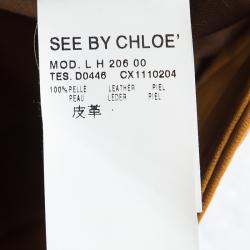 SEE BY CHLOE'
MOD. L H 206 00
TES. D0446 CX1110204
100%PELLE LEATHER PIEL
PEAU LEDER PIEL
皮革